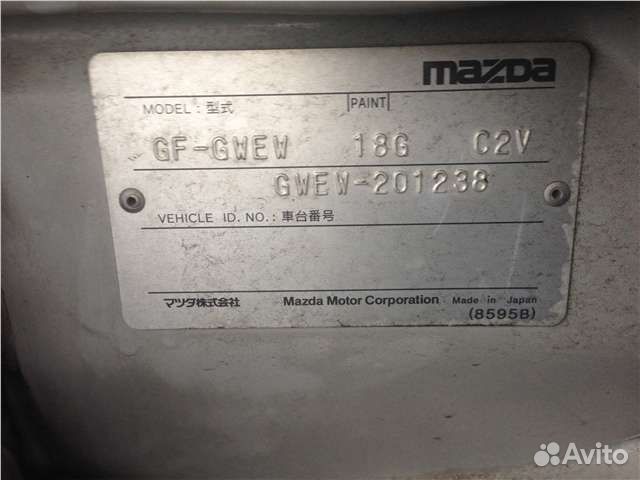 mazda
MODEL : 型式 PAINT
GF-GWEW 18G C2V
GWEW-201238
VEHICLE ID. NO. : 車台番号
マツダ株式会社 Mazda Motor Corporation Made in Japan
(8595B)
Avito